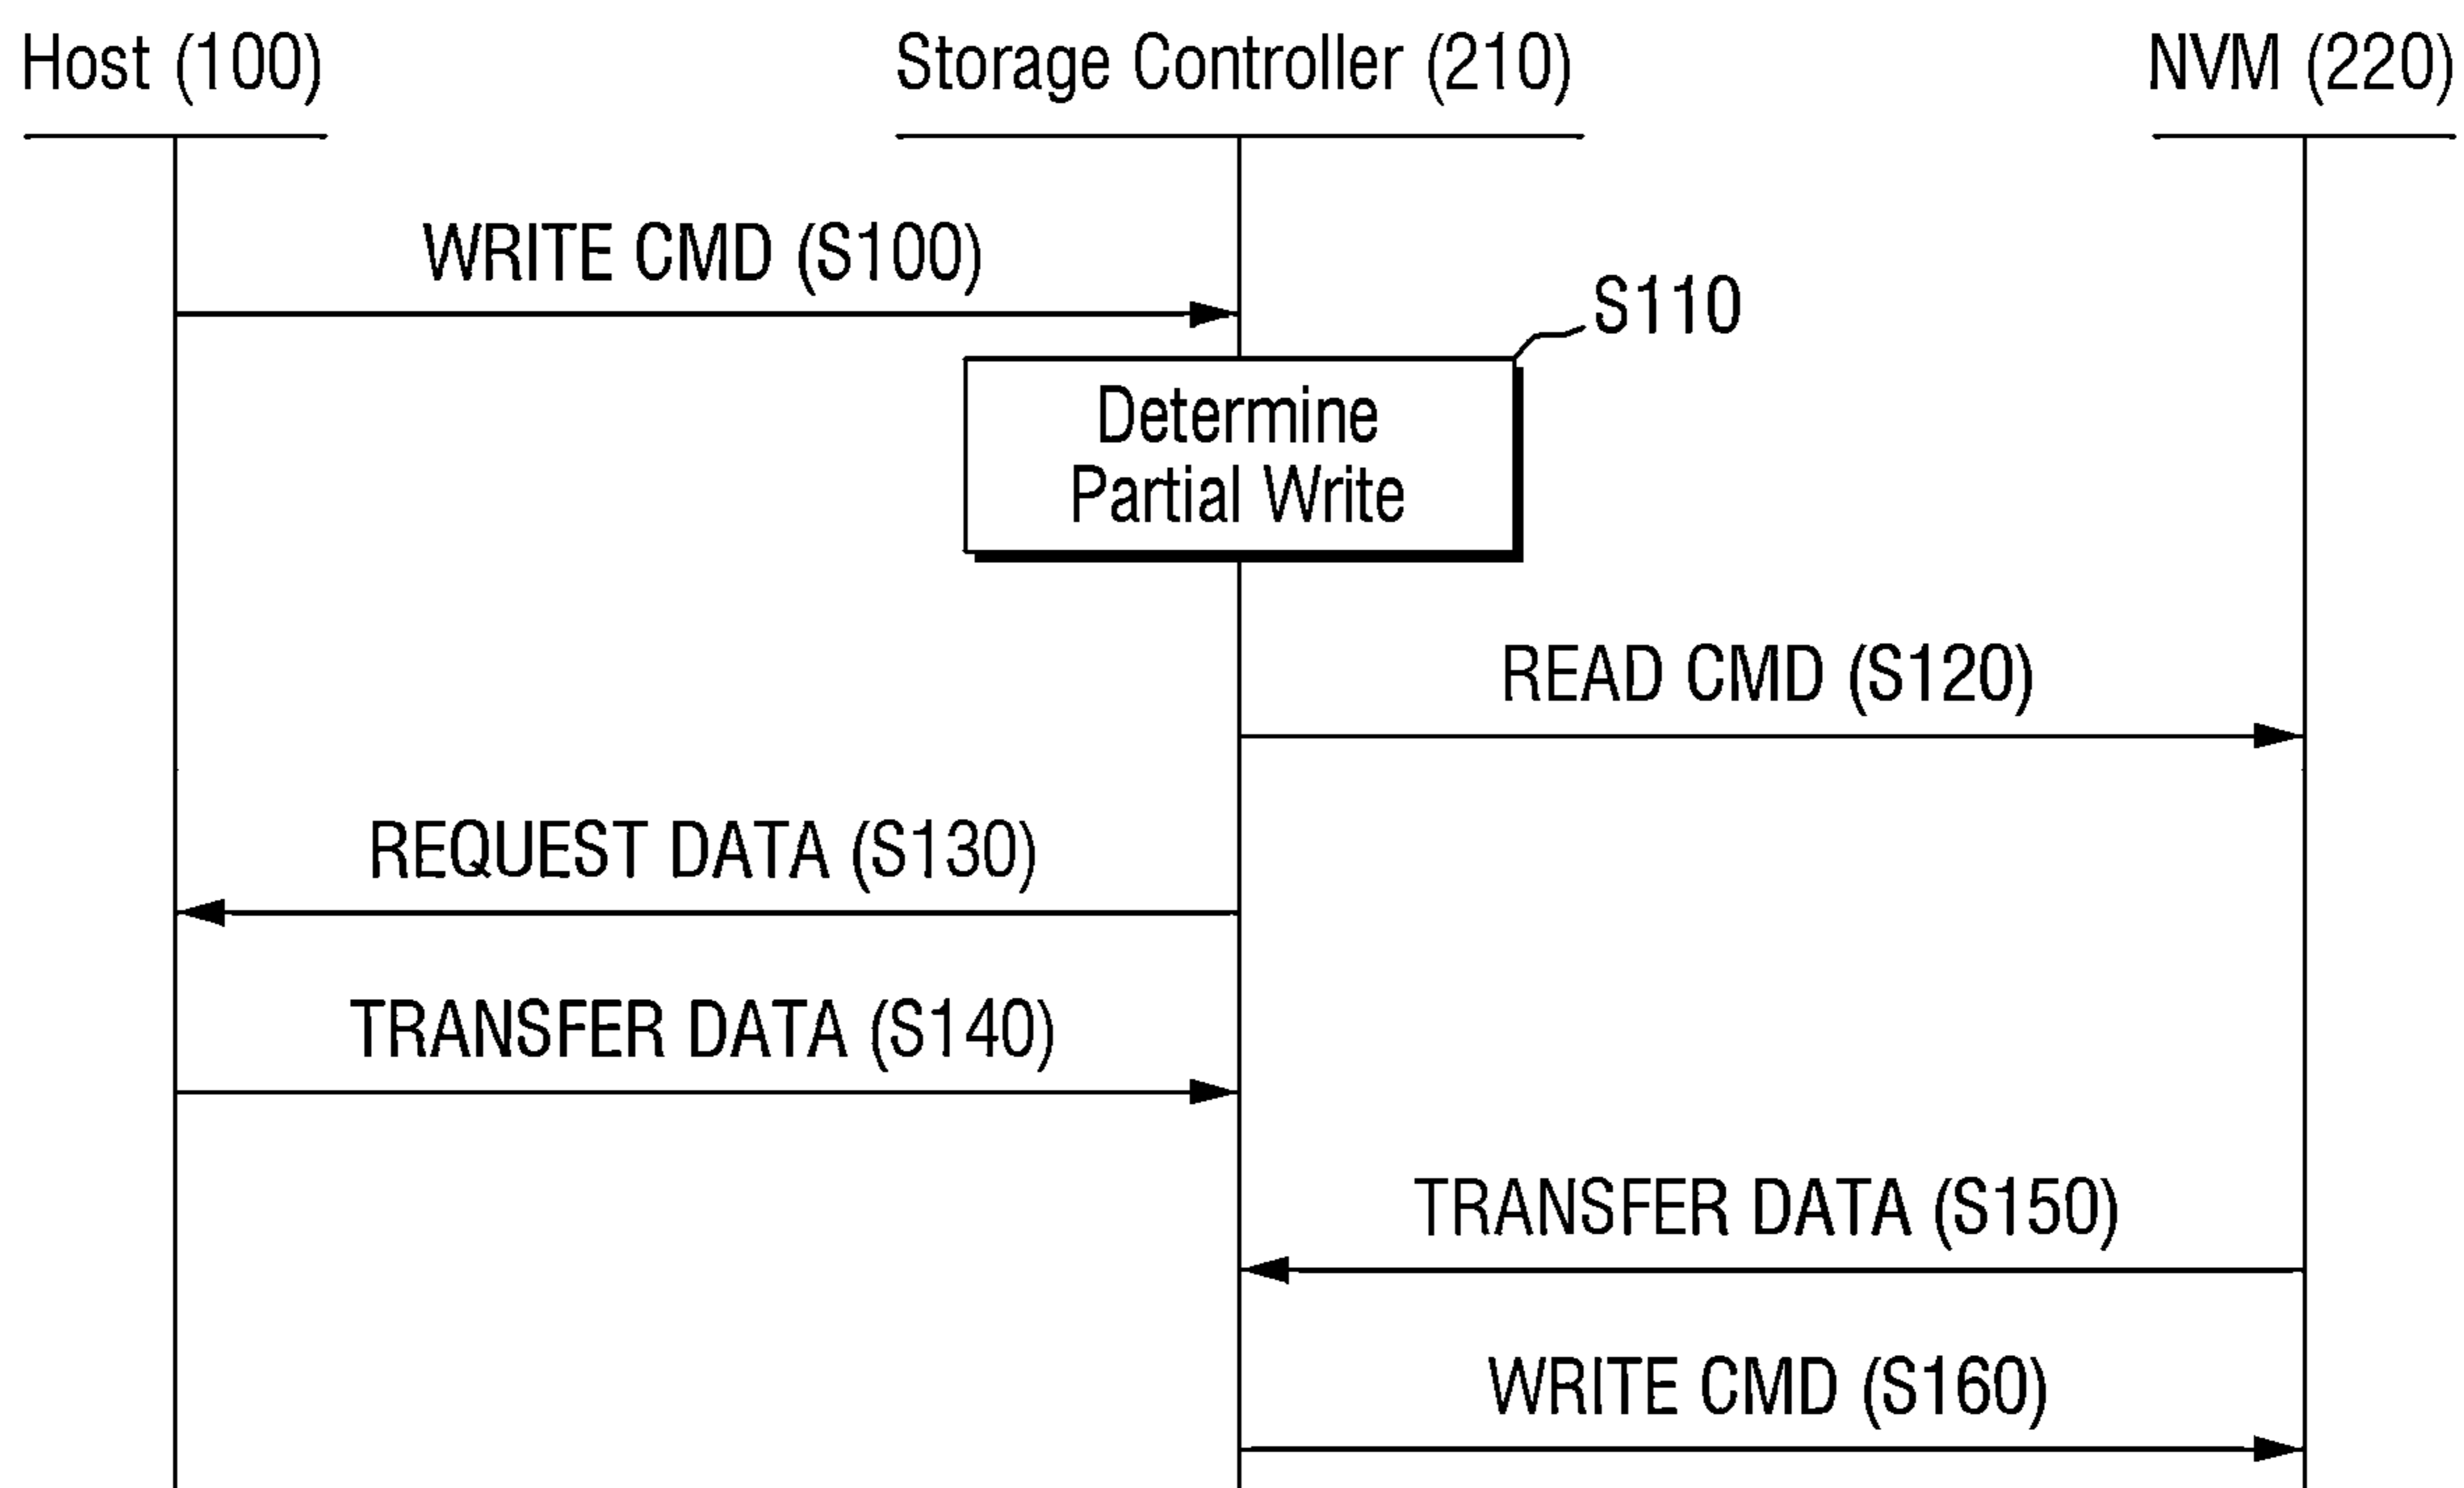 Host (100)
Storage Controller (210)
NVM (220)
WRITE CMD (S100)
S110
Determine
Partial Write
READ CMD (S120)
REQUEST DATA (S130)
TRANSFER DATA (S140)
TRANSFER DATA (S150)
WRITE CMD (S160)